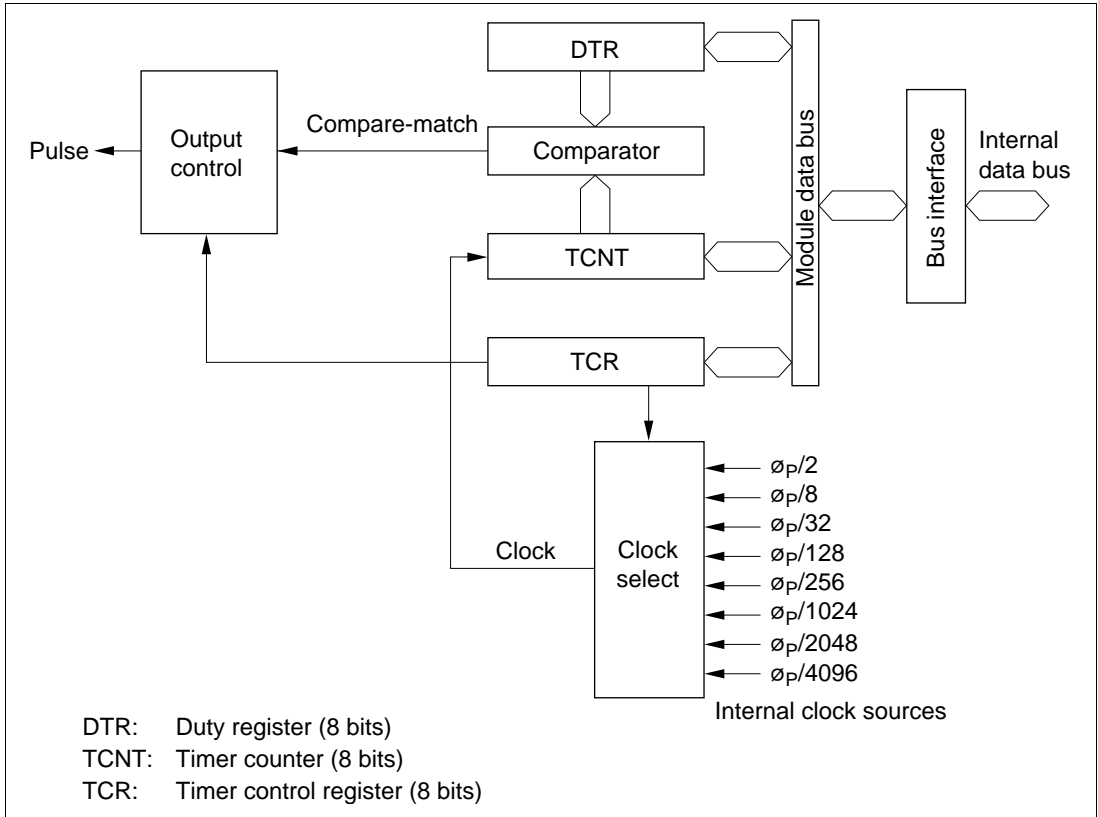 DTR
Compare-match
Pulse
Output
control
Comparator
Module data bus
Bus interface
Internal
data bus
TCNT
TCR
Clock
Clock
select
øP/2
øP/8
øP/32
øP/128
øP/256
øP/1024
øP/2048
øP/4096
Internal clock sources
DTR: Duty register (8 bits)
TCNT: Timer counter (8 bits)
TCR: Timer control register (8 bits)